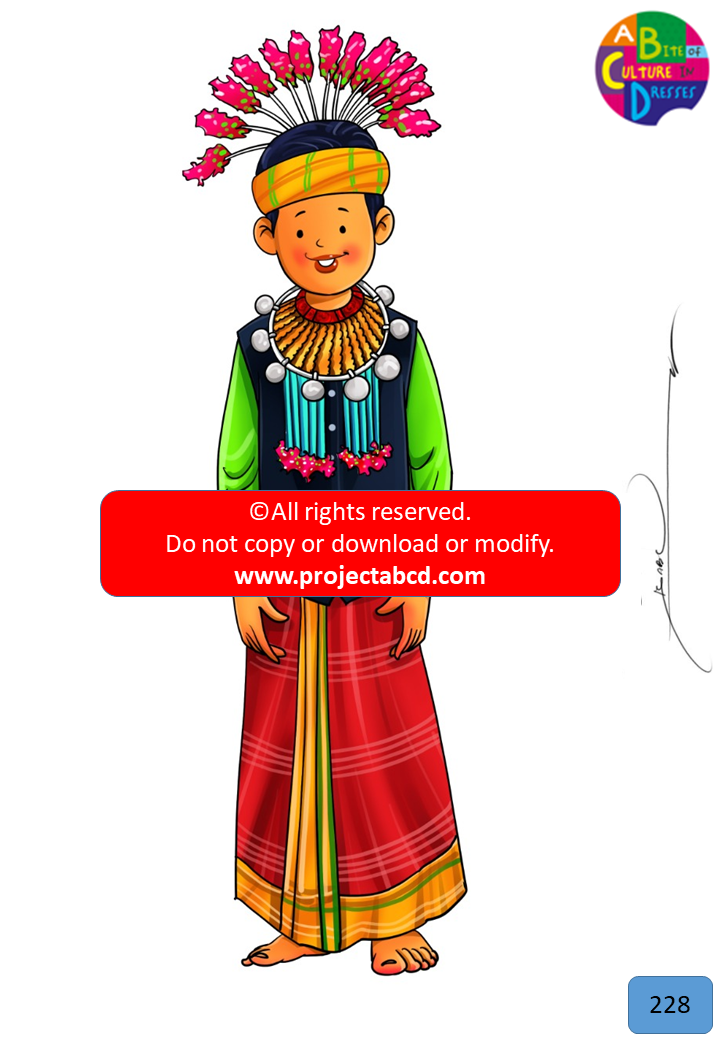 A BITE OF
CULTURE IN
DRESSES
©All rights reserved.
Do not copy or download or modify.
www.projectabcd.com
228